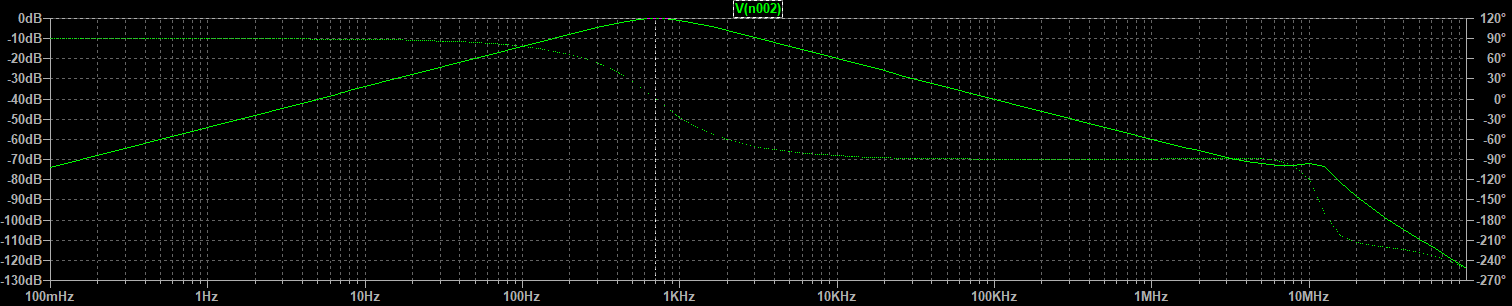 V(n002)
0dB 120°
-10dB 90°
-20dB 60°
-30dB 30°
-40dB 0°
-50dB -30°
-60dB -60°
-70dB -90°
-80dB -120°
-90dB -150°
-100dB -180°
-110dB -210°
-120dB -240°
-130dB -270°
100mHz 1Hz 10Hz 100Hz 1KHz 10KHz 100KHz 1MHz 10MHz